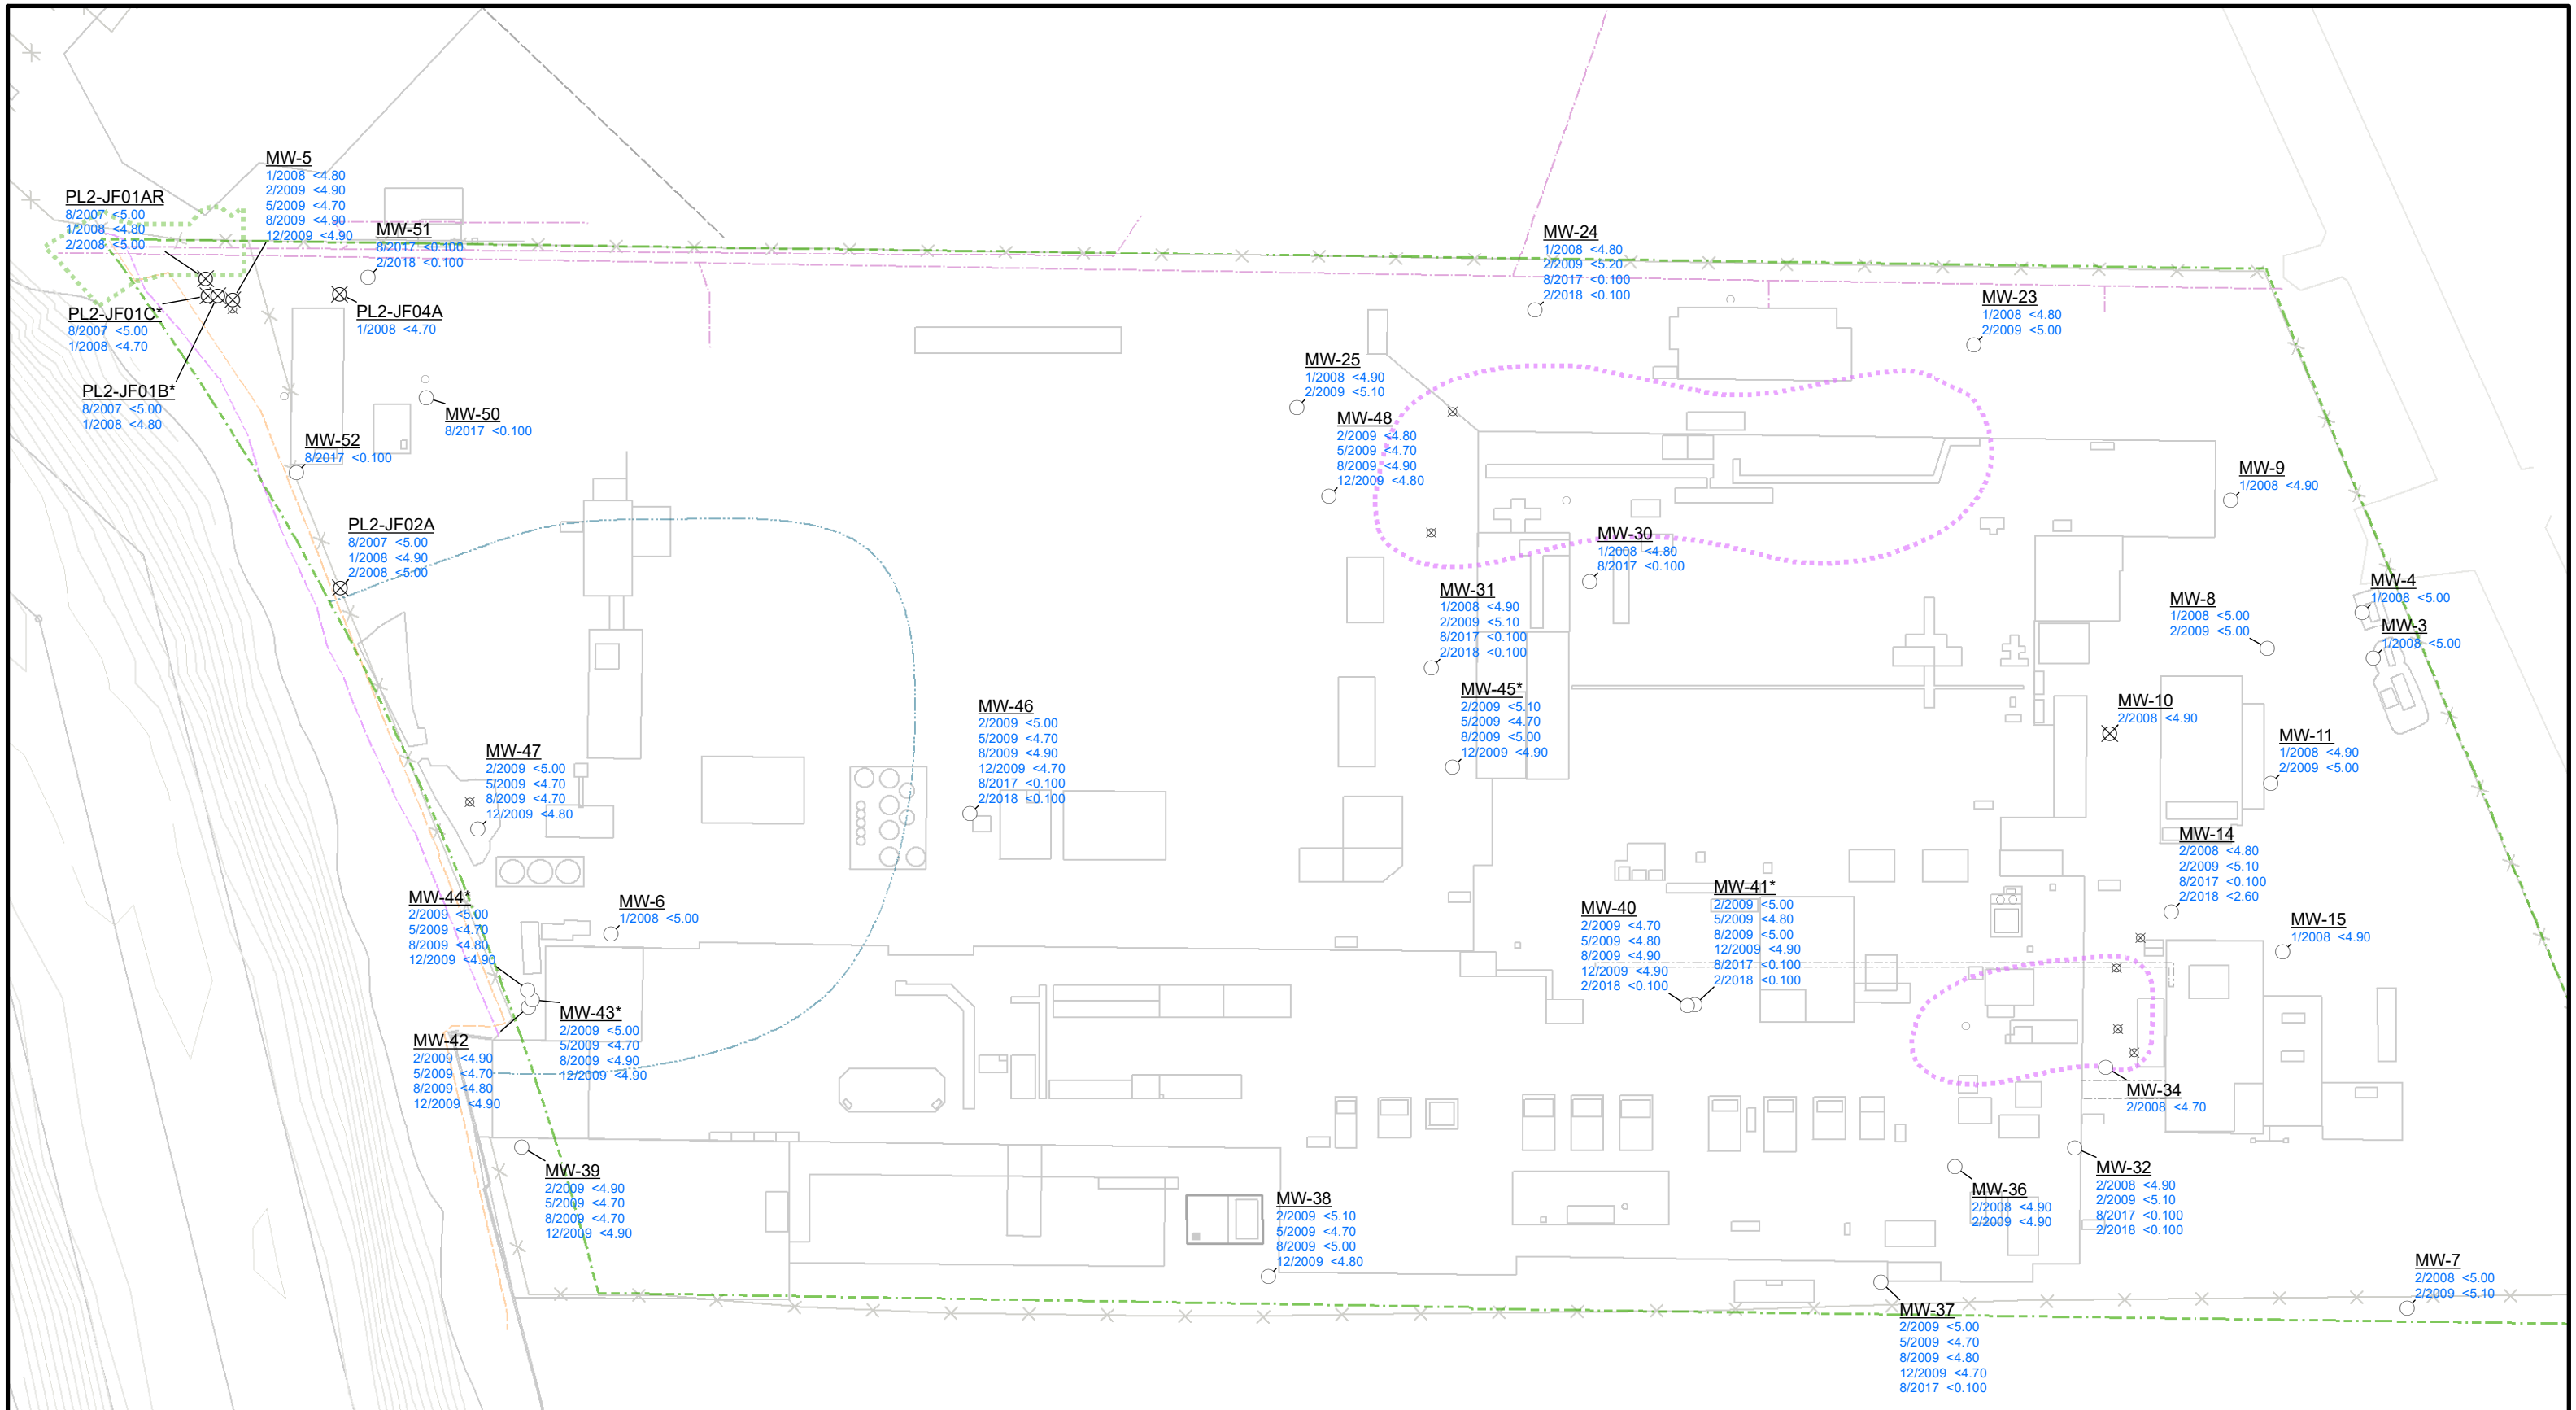 MW-5
1/2008 <4.80
2/2009 <4.90
5/2009 <4.70
8/2009 <4.90
12/2009 <4.90
PL2-JF01AR
8/2007 <5.00
1/2008 <4.80
2/2008 <5.00
MW-51
8/2017 <0.100
2/2018 <0.100
PL2-JF01C*
8/2007 <5.00
1/2008 <4.70
PL2-JF04A
1/2008 <4.70
PL2-JF01B*
8/2007 <5.00
1/2008 <4.80
MW-50
8/2017 <0.100
MW-52
8/2017 <0.100
PL2-JF02A
8/2007 <5.00
1/2008 <4.90
2/2008 <5.00
MW-24
1/2008 <4.80
2/2009 <5.20
8/2017 <0.100
2/2018 <0.100
MW-23
1/2008 <4.80
2/2009 <5.00
MW-25
1/2008 <4.90
2/2009 <5.10
MW-48
2/2009 <4.80
5/2009 <4.70
8/2009 <4.90
12/2009 <4.80
MW-9
1/2008 <4.90
MW-30
1/2008 <4.80
8/2017 <0.100
MW-31
1/2008 <4.90
2/2009 <5.10
8/2017 <0.100
2/2018 <0.100
MW-4
1/2008 <5.00
MW-8
1/2008 <5.00
2/2009 <5.00
MW-3
1/2008 <5.00
MW-45*
2/2009 <5.10
5/2009 <4.70
8/2009 <5.00
12/2009 <4.90
MW-46
2/2009 <5.00
5/2009 <4.70
8/2009 <4.90
12/2009 <4.70
8/2017 <0.100
2/2018 <0.100
MW-10
2/2008 <4.90
MW-11
1/2008 <4.90
2/2009 <5.00
MW-47
2/2009 <5.00
5/2009 <4.70
8/2009 <4.70
12/2009 <4.80
MW-14
2/2008 <4.80
2/2009 <5.10
8/2017 <0.100
2/2018 <2.60
MW-44*
2/2009 <5.00
5/2009 <4.70
8/2009 <4.80
12/2009 <4.90
MW-6
1/2008 <5.00
MW-40
2/2009 <4.70
5/2009 <4.80
8/2009 <4.90
12/2009 <4.90
2/2018 <0.100
MW-41*
2/2009 <5.00
5/2009 <4.80
8/2009 <5.00
12/2009 <4.90
8/2017 <0.100
2/2018 <0.100
MW-15
1/2008 <4.90
MW-43*
2/2009 <5.00
5/2009 <4.70
8/2009 <4.90
12/2009 <4.90
MW-42
2/2009 <4.90
5/2009 <4.70
8/2009 <4.80
12/2009 <4.90
MW-34
2/2008 <4.70
MW-39
2/2009 <4.90
5/2009 <4.70
8/2009 <4.70
12/2009 <4.90
MW-38
2/2009 <5.10
5/2009 <4.70
8/2009 <5.00
12/2009 <4.80
MW-36
2/2008 <4.90
2/2009 <4.90
MW-32
2/2008 <4.90
2/2009 <5.10
8/2017 <0.100
2/2018 <0.100
MW-7
2/2008 <5.00
2/2009 <5.10
MW-37
2/2009 <5.00
5/2009 <4.70
8/2009 <4.80
12/2009 <4.70
8/2017 <0.100